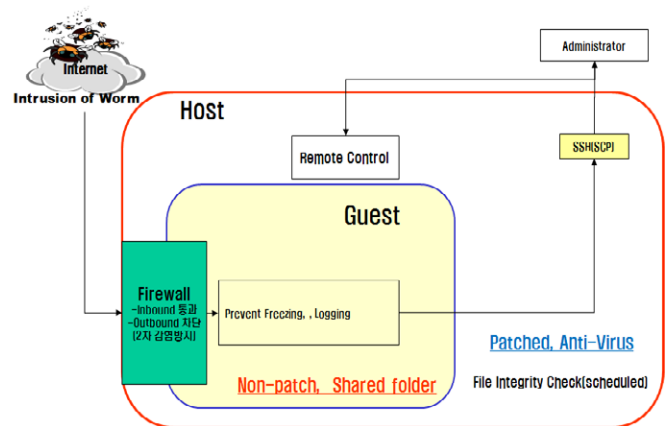 Internet
Intrusion of Worm
Administrator
Host
Remote Control
SSH(SCP)
Guest
Firewall
-Inbound 통과
-Outbound 차단
(2차 감염방지)
Prevent Freezing, , Logging
Patched, Anti-Virus
Non-patch, Shared folder
File Integrity Check(scheduled)